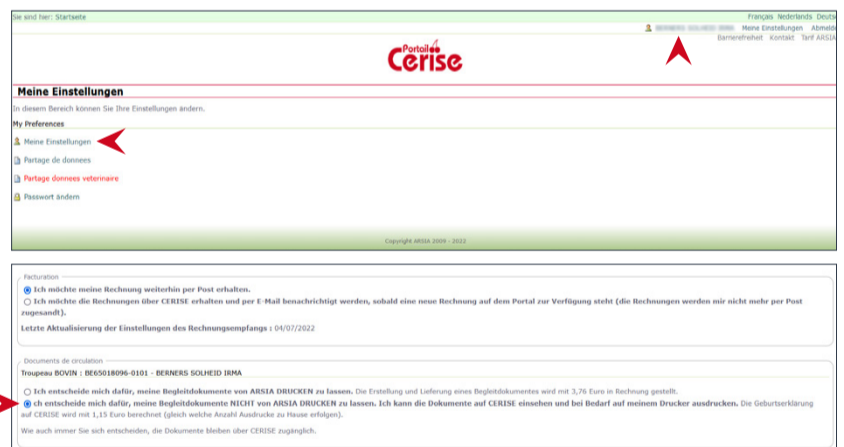 Sie sind hier: Startseite
Français Nederlands Deuts
Meine Einstellungen Abmeld
Barrierefreiheit Kontakt Tarif ARSIA
Portail
Cerise
Meine Einstellungen
In diesem Bereich können Sie Ihre Einstellungen ändern.
My Preferences
Meine Einstellungen
Partage de donnees
Partage donnees veterinaire
Passwort ändern
Copyright ARSIA 2009 - 2022
Facturation
Ich möchte meine Rechnung weiterhin per Post erhalten.
Ich möchte die Rechnungen über CERISE erhalten und per E-Mail benachrichtigt werden, sobald eine neue Rechnung auf dem Portal zur Verfügung steht (die Rechnungen werden mir nicht mehr per Post
zugesandt).
Letzte Aktualisierung der Einstellungen des Rechnungsempfangs : 04/07/2022
Documents de circulation
Troupeau BOVIN : BE65018096-0101 - BERNERS SOLHEID IRMA
Ich entscheide mich dafür, meine Begleitdokumente von ARSIA DRUCKEN zu lassen. Die Erstellung und Lieferung eines Begleitdokumentes wird mit 3,76 Euro in Rechnung gestellt.
ch entscheide mich dafür, meine Begleitdokumente NICHT von ARSIA DRUCKEN zu lassen. Ich kann die Dokumente auf CERISE einsehen und bei Bedarf auf meinem Drucker ausdrucken. Die Geburtserklärung
auf CERISE wird mit 1,15 Euro berechnet (gleich welche Anzahl Ausdrucke zu Hause erfolgen).
Wie auch immer Sie sich entscheiden, die Dokumente bleiben über CERISE zugänglich.